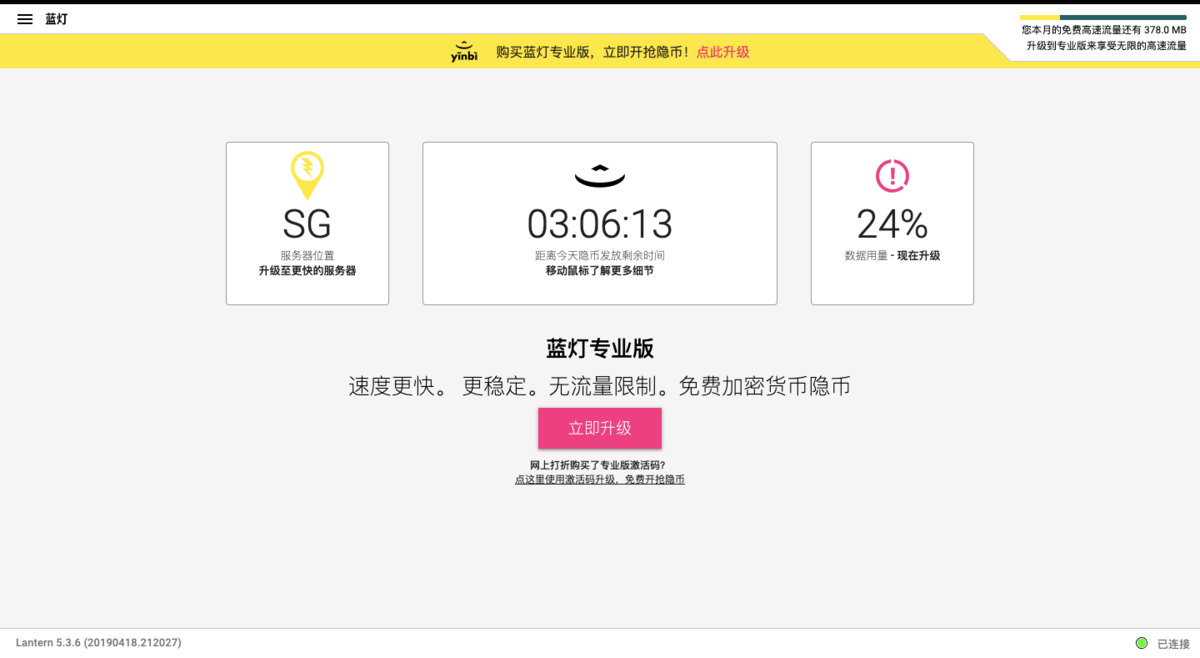 蓝灯
您本月的免费高速流量还有 378.0 MB
升级到专业版来享受无限的高速流量
yinbi 购买蓝灯专业版，立即开抢隐币！点此升级
SG
服务器位置
升级至更快的服务器
03:06:13
距离今天隐币发放剩余时间
移动鼠标了解更多细节
24%
数据用量 - 现在升级
蓝灯专业版
速度更快。 更稳定。无流量限制。免费加密货币隐币
立即升级
网上打折购买了专业版激活码?
点这里使用激活码升级，免费开抢隐币
Lantern 5.3.6 (20190418.212027)
已连接